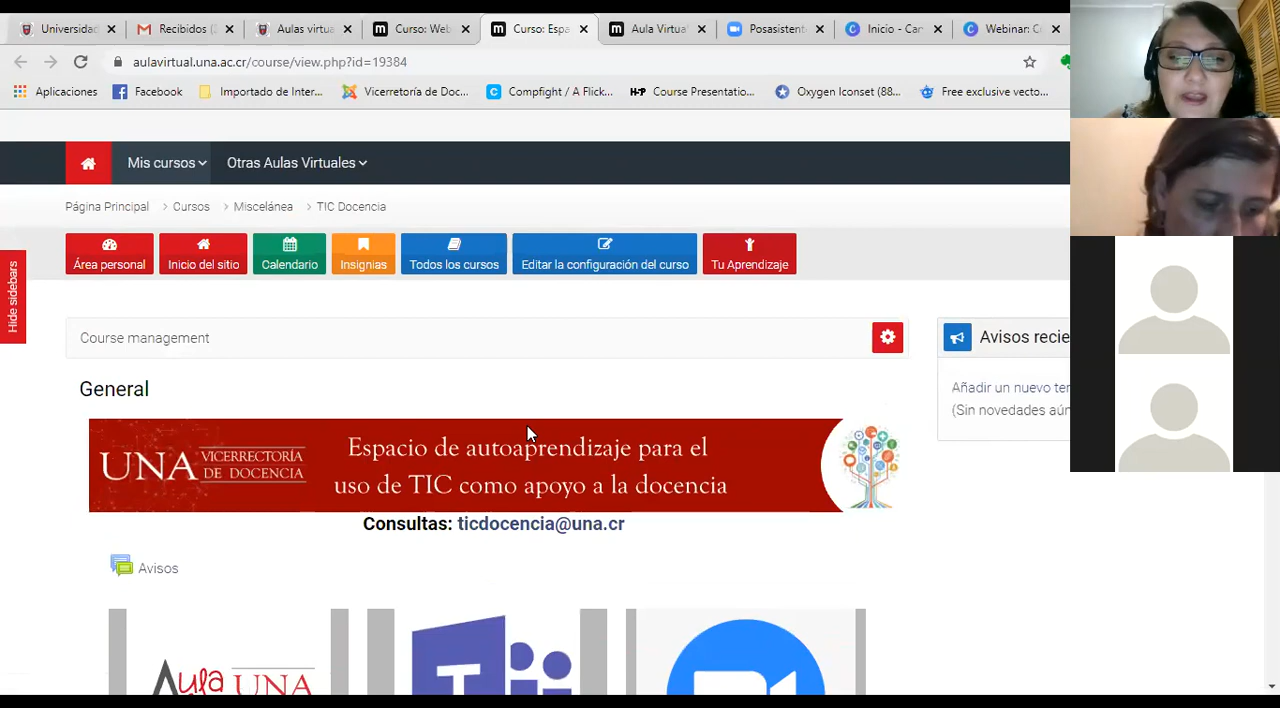 Universidad
Recibidos (
Aulas virtua
Curso: Web
Curso: Espa
Aula Virtual
Posasistent
Inicio - Can
Webinar: C
aulavirtual.una.ac.cr/course/view.php?id=19384
Aplicaciones
Facebook
Importado de Inter...
Vicerretoría de Doc...
Compfight / A Flick...
H-P Course Presentatio...
Oxygen Iconset (88...
Free exclusive vecto...
Mis cursos
Otras Aulas Virtuales
Página Principal > Cursos > Miscelánea > TIC Docencia
Área personal
Inicio del sitio
Calendario
Insignias
Todos los cursos
Editar la configuración del curso
Tu Aprendizaje
Hide sidebars
Course management
Avisos recie
General
Añadir un nuevo ter
(Sin novedades aún
UNA VICERRECTORÍA
DE DOCENCIA
Espacio de autoaprendizaje para el
uso de TIC como apoyo a la docencia
Consultas: ticdocencia@una.cr
Avisos
Aula UNA
T